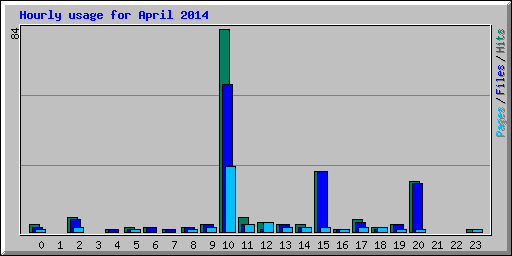 Hourly usage for April 2014
84
Pages/Files/Hits
0 1 2 3 4 5 6 7 8 9 10 11 12 13 14 15 16 17 18 19 20 21 22 23